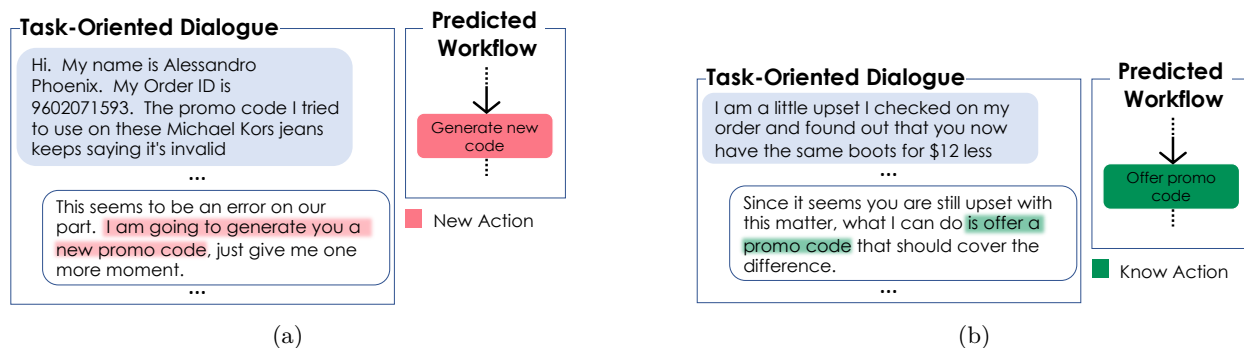 Task-Oriented Dialogue
Hi. My name is Alessandro
Phoenix. My Order ID is
9602071593. The promo code I tried
to use on these Michael Kors jeans
keeps saying it's invalid
...
This seems to be an error on our
part. I am going to generate you a
new promo code, just give me one
more moment.
...
Predicted
Workflow
Generate new
code
New Action
(a)
Task-Oriented Dialogue
I am a little upset I checked on my
order and found out that you now
have the same boots for $12 less
...
Since it seems you are still upset with
this matter, what I can do is offer a
promo code that should cover the
difference.
...
Predicted
Workflow
Offer promo
code
Know Action
(b)